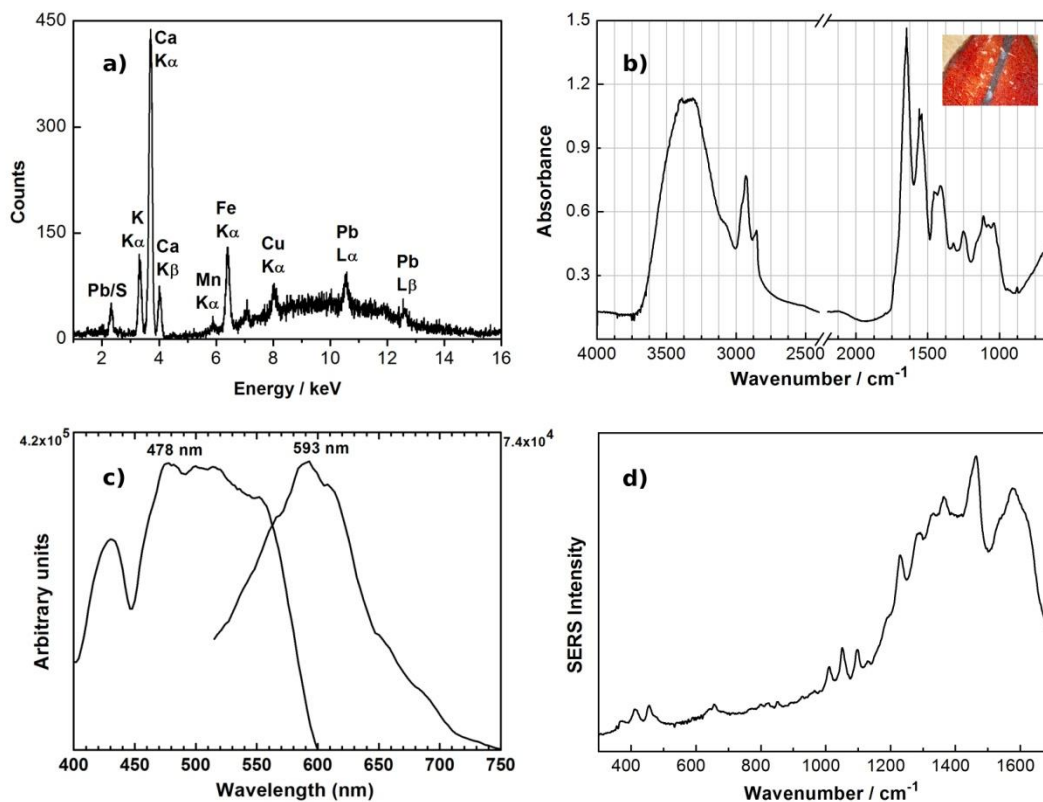 a)
450
300
150
0
Counts
Pb/S
K
Kα
Ca
Kα
Ca
Kβ
Mn
Kα
Fe
Kα
Cu
Kα
Pb
Lα
Pb
Lβ
2 4 6 8 10 12 14 16
Energy / keV
b)
1.5
1.2
0.9
0.6
0.3
Absorbance
4000 3500 3000 2500 2000 1500 1000
Wavenumber / cm⁻¹
c)
4.2x10⁵
478 nm
593 nm
7.4x10⁴
Arbitrary units
400 450 500 550 600 650 700 750
Wavelength (nm)
d)
SERS Intensity
400 600 800 1000 1200 1400 1600
Wavenumber / cm⁻¹